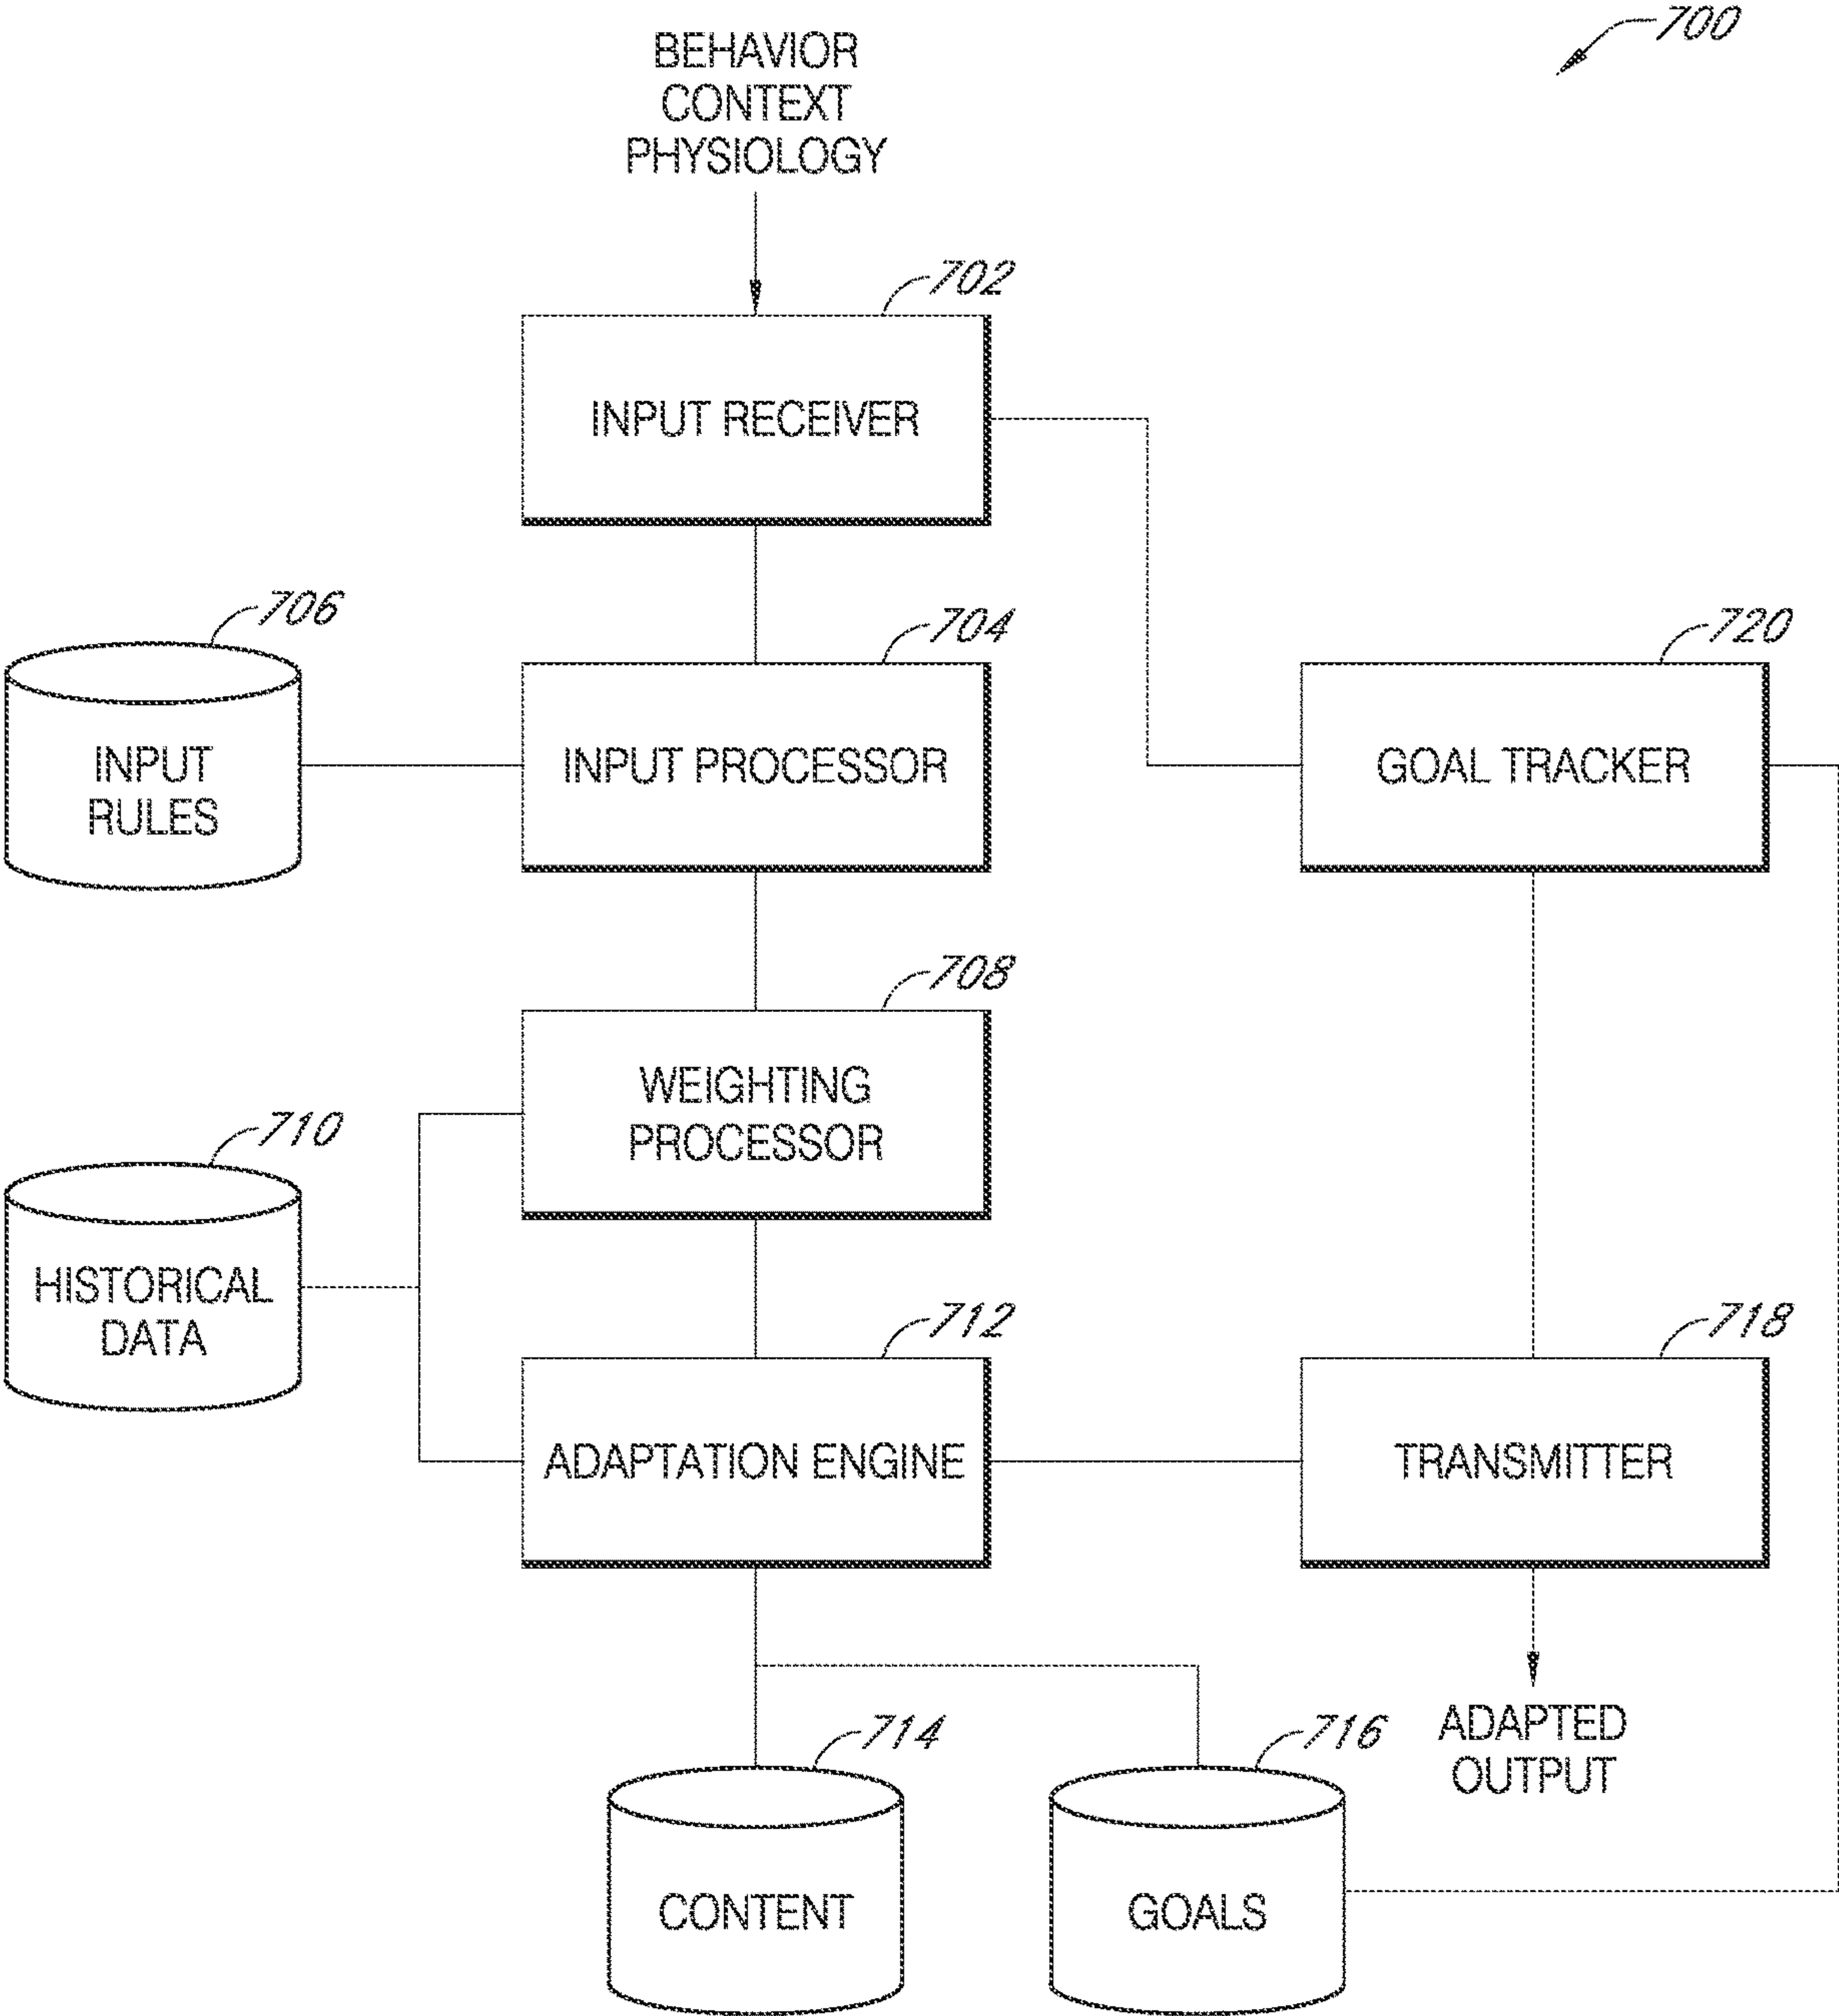 700
BEHAVIOR
CONTEXT
PHYSIOLOGY
702
INPUT RECEIVER
706
INPUT
RULES
704
INPUT PROCESSOR
720
GOAL TRACKER
708
WEIGHTING
PROCESSOR
710
HISTORICAL
DATA
712
ADAPTATION ENGINE
718
TRANSMITTER
ADAPTED
OUTPUT
714
CONTENT
716
GOALS